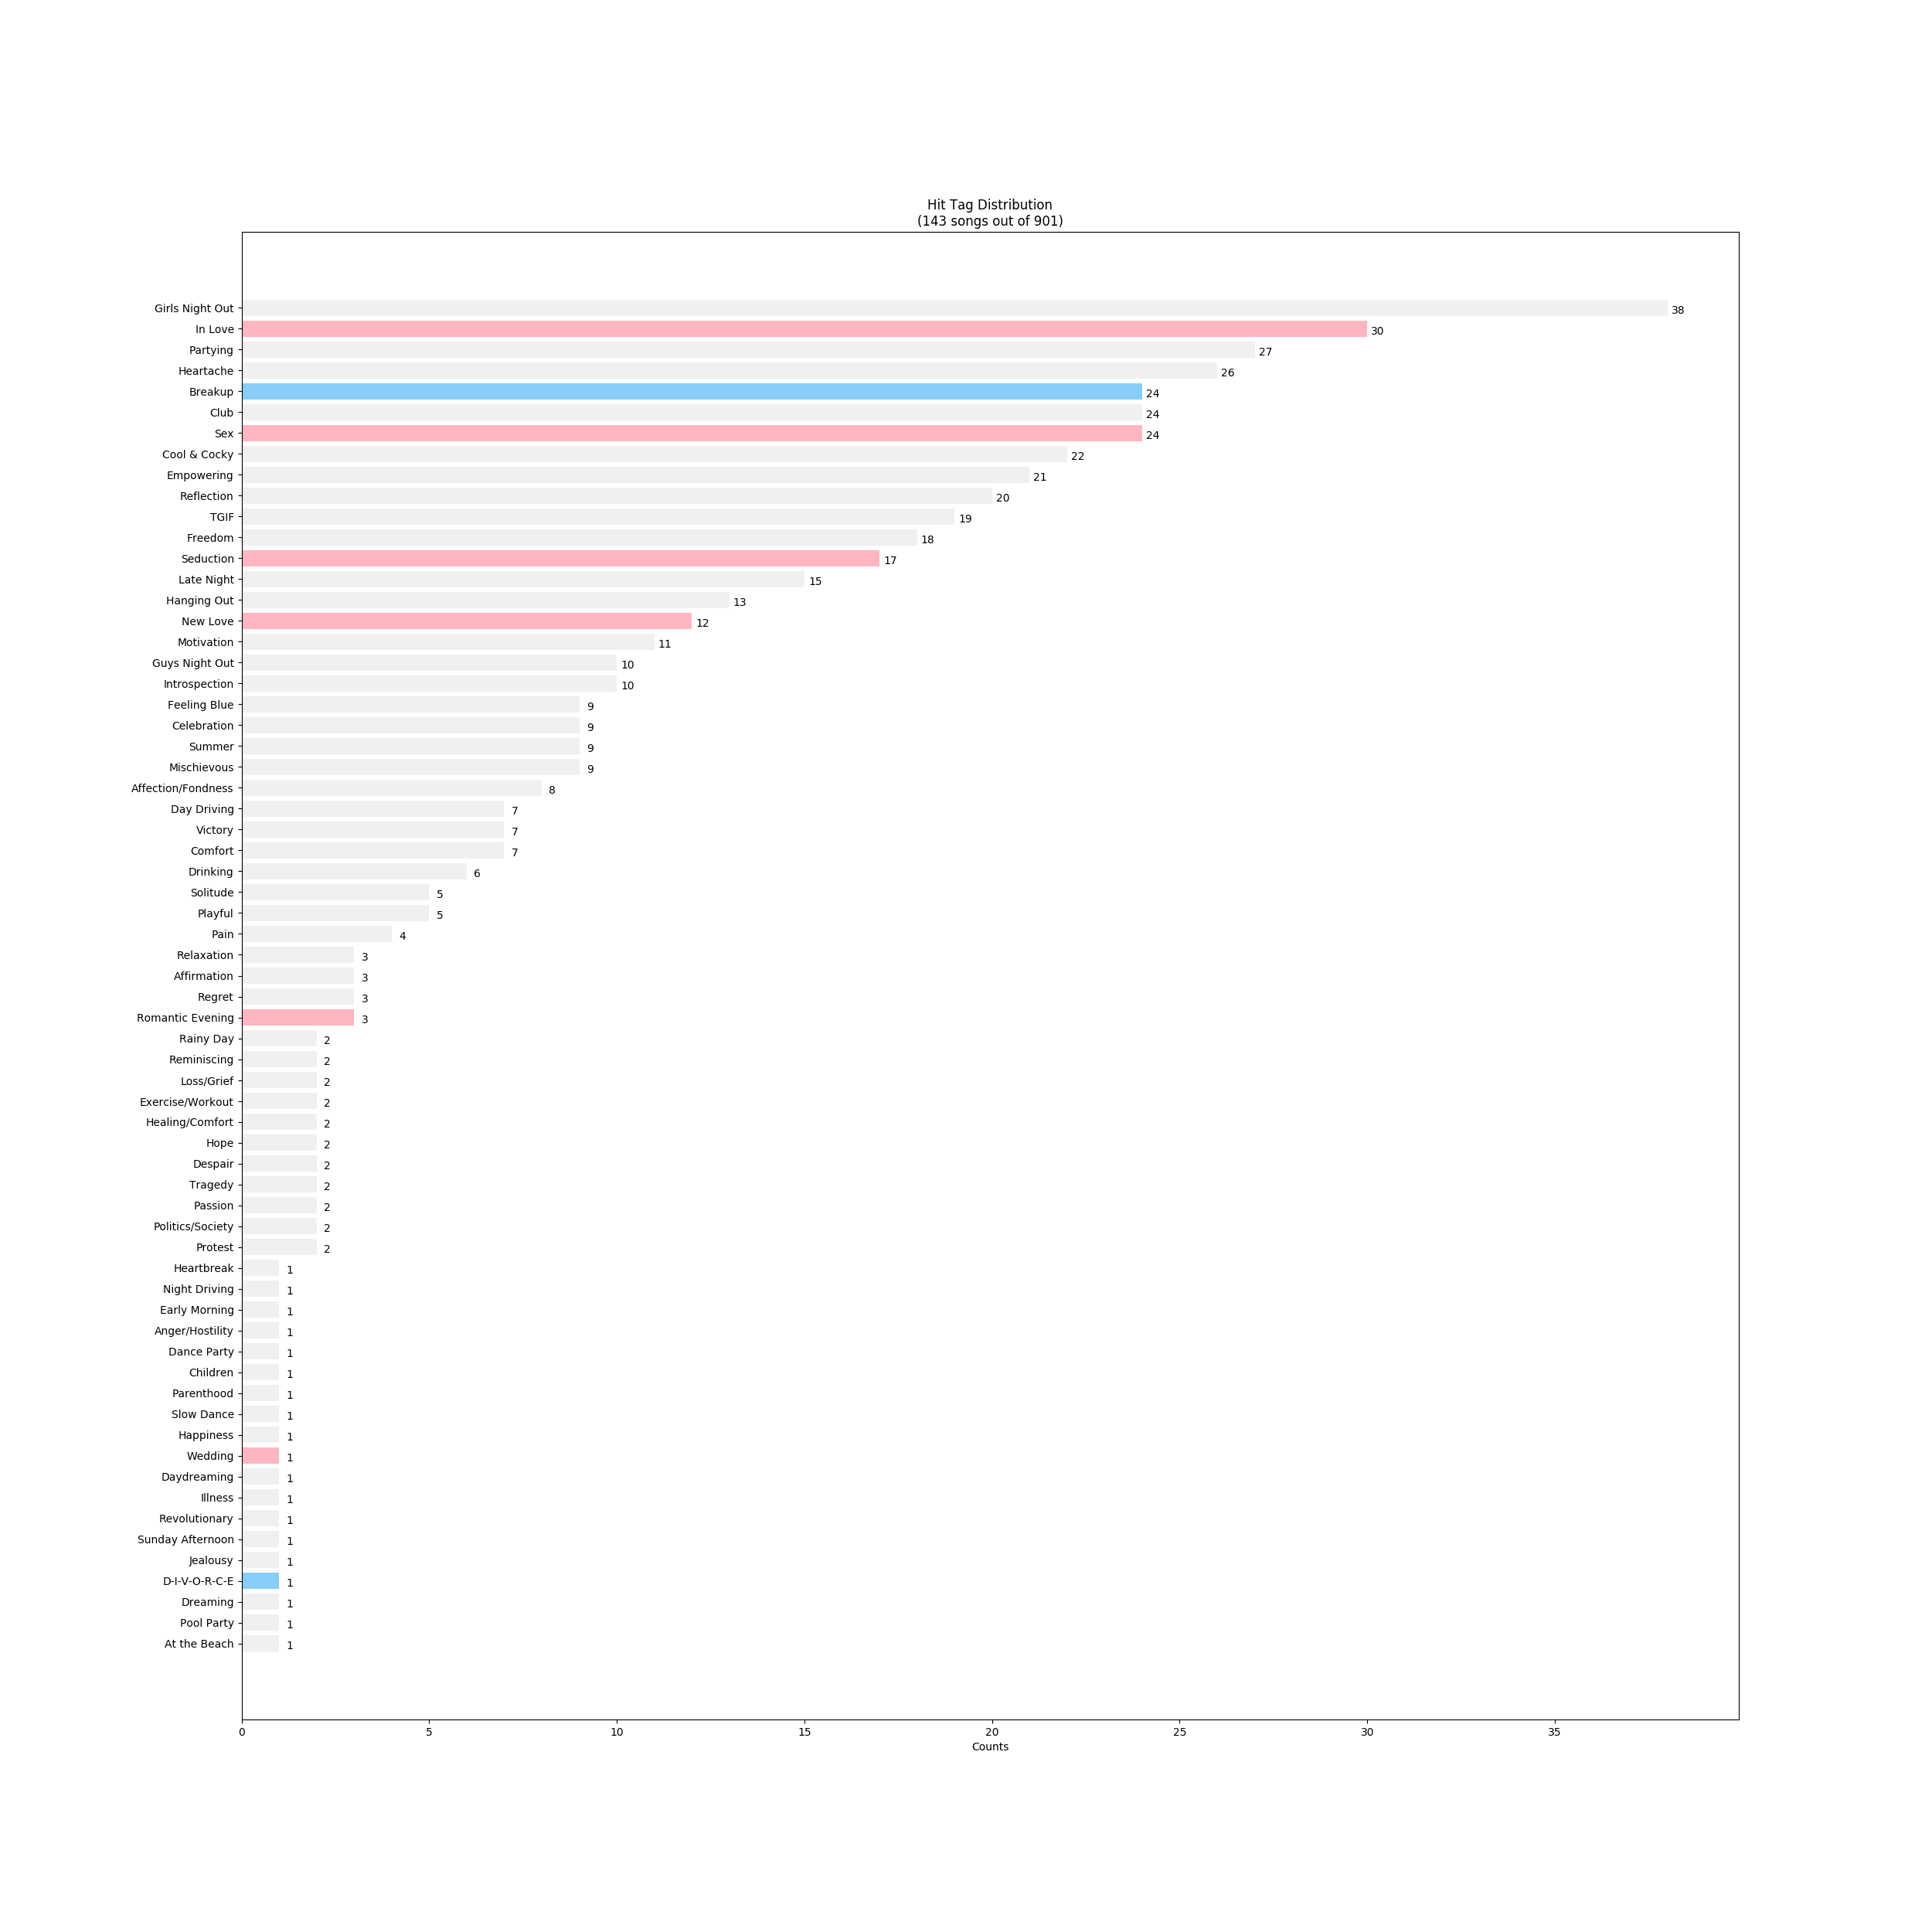 Hit Tag Distribution
(143 songs out of 901)
Girls Night Out 38
In Love 30
Partying 27
Heartache 26
Breakup 24
Club 24
Sex 24
Cool & Cocky 22
Empowering 21
Reflection 20
TGIF 19
Freedom 18
Seduction 17
Late Night 15
Hanging Out 13
New Love 12
Motivation 11
Guys Night Out 10
Introspection 10
Feeling Blue 9
Celebration 9
Summer 9
Mischievous 9
Affection/Fondness 8
Day Driving 7
Victory 7
Comfort 7
Drinking 6
Solitude 5
Playful 5
Pain 4
Relaxation 3
Affirmation 3
Regret 3
Romantic Evening 3
Rainy Day 2
Reminiscing 2
Loss/Grief 2
Exercise/Workout 2
Healing/Comfort 2
Hope 2
Despair 2
Tragedy 2
Passion 2
Politics/Society 2
Protest 2
Heartbreak 1
Night Driving 1
Early Morning 1
Anger/Hostility 1
Dance Party 1
Children 1
Parenthood 1
Slow Dance 1
Happiness 1
Wedding 1
Daydreaming 1
Illness 1
Revolutionary 1
Sunday Afternoon 1
Jealousy 1
D-I-V-O-R-C-E 1
Dreaming 1
Pool Party 1
At the Beach 1
0 5 10 15 20 25 30 35
Counts